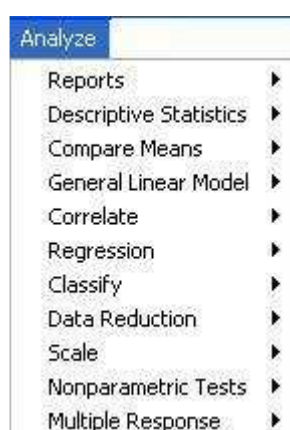 Analyze
Reports
Descriptive Statistics
Compare Means
General Linear Model
Correlate
Regression
Classify
Data Reduction
Scale
Nonparametric Tests
Multiple Response